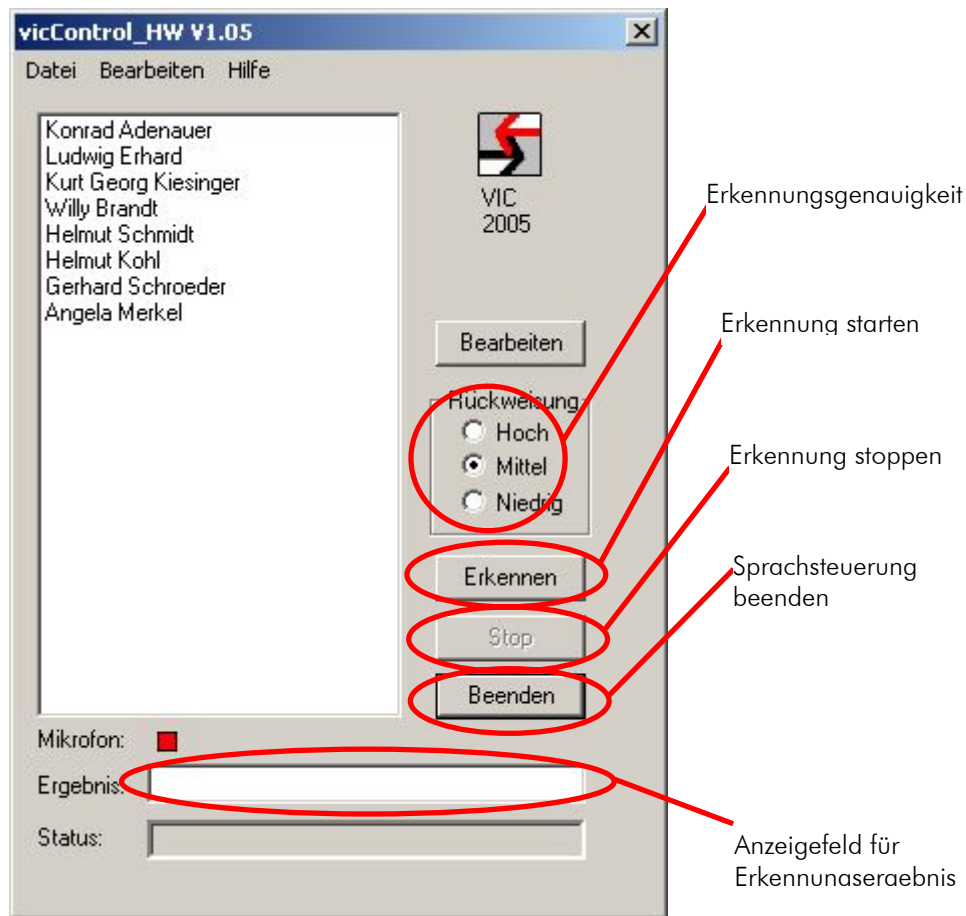 vicControl_HW V1.05
Datei Bearbeiten Hilfe
Konrad Adenauer
Ludwig Erhard
Kurt Georg Kiesinger
Willy Brandt
Helmut Schmidt
Helmut Kohl
Gerhard Schroeder
Angela Merkel
VIC
2005
Bearbeiten
Rückweisung
Hoch
Mittel
Niedrig
Erkennen
Stop
Beenden
Mikrofon:
Ergebnis:
Status:
Erkennungsgenauigkeit
Erkennung starten
Erkennung stoppen
Sprachsteuerung
beenden
Anzeigefeld für
Erkennungsergebnis